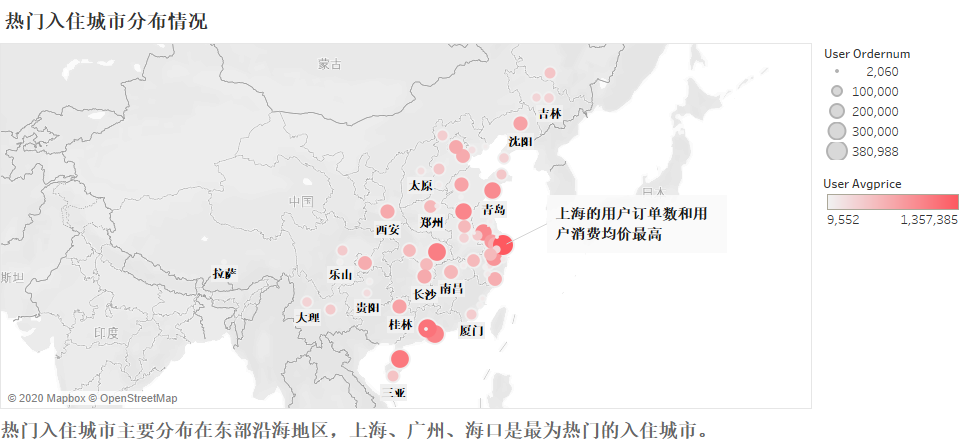 热门入住城市分布情况
蒙古
吉林
沈阳
太原
中国
青岛
日本
郑州
西安
上海的用户订单数和用
户消费均价最高
拉萨
乐山
斯坦
长沙
南昌
贵阳
大理
桂林
厦门
印度
三亚
© 2020 Mapbox © OpenStreetMap
User Ordernum
2,060
100,000
200,000
300,000
380,988
User Avgprice
9,552 1,357,385
热门入住城市主要分布在东部沿海地区，上海、广州、海口是最为热门的入住城市。